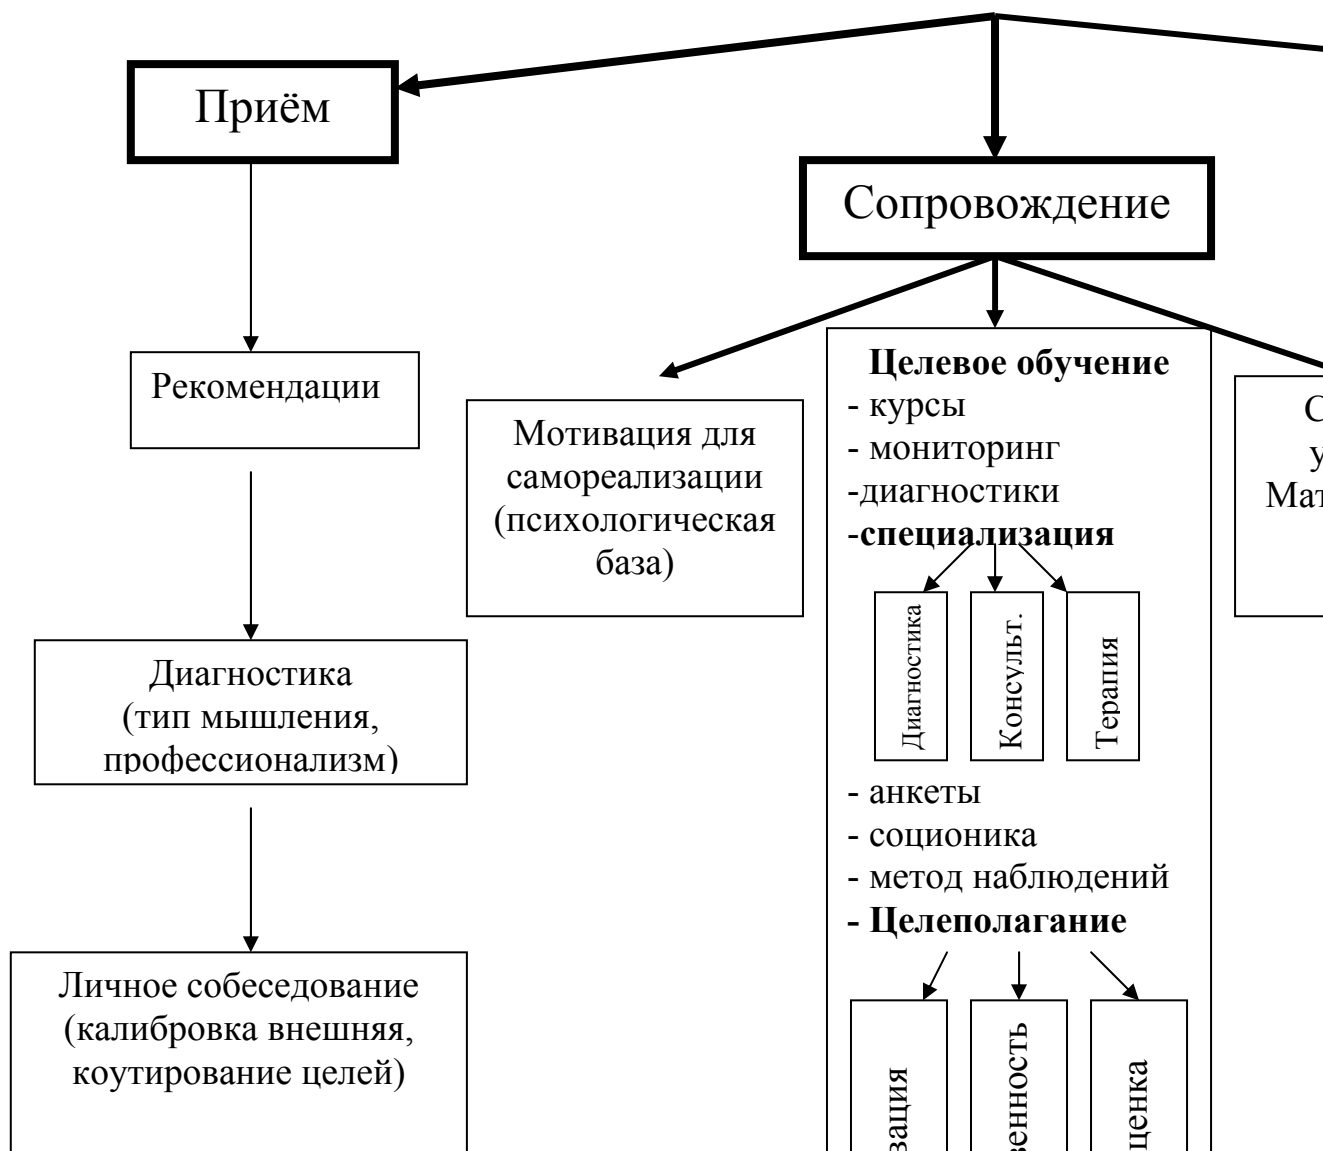 Приём
Сопровождение
Рекомендации
Диагностика
(тип мышления,
профессионализм)
Личное собеседование
(калибровка внешняя,
коутирование целей)
Мотивация для
самореализации
(психологическая
база)
Целевое обучение
- курсы
- мониторинг
-диагностики
-специализация
Диагностика
Консульт.
Терапия
- анкеты
- соционика
- метод наблюдений
- Целеполагание